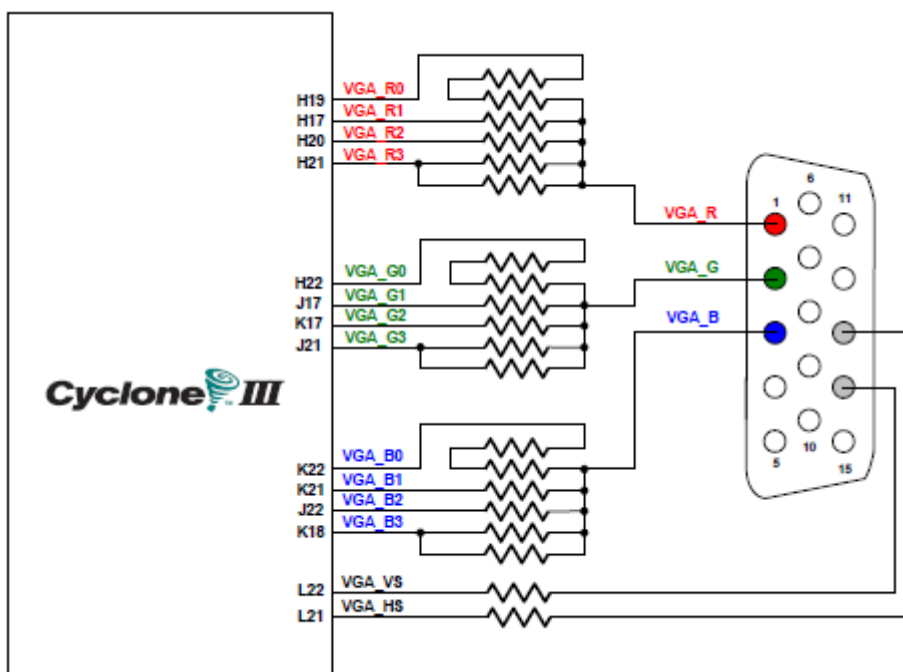 H19 VGA_R0
H17 VGA_R1
H20 VGA_R2
H21 VGA_R3
VGA_R
1
6
11
H22 VGA_G0
J17 VGA_G1
K17 VGA_G2
J21 VGA_G3
VGA_G
VGA_B
Cyclone III
K22 VGA_B0
K21 VGA_B1
J22 VGA_B2
K18 VGA_B3
5
10
15
L22 VGA_VS
L21 VGA_HS